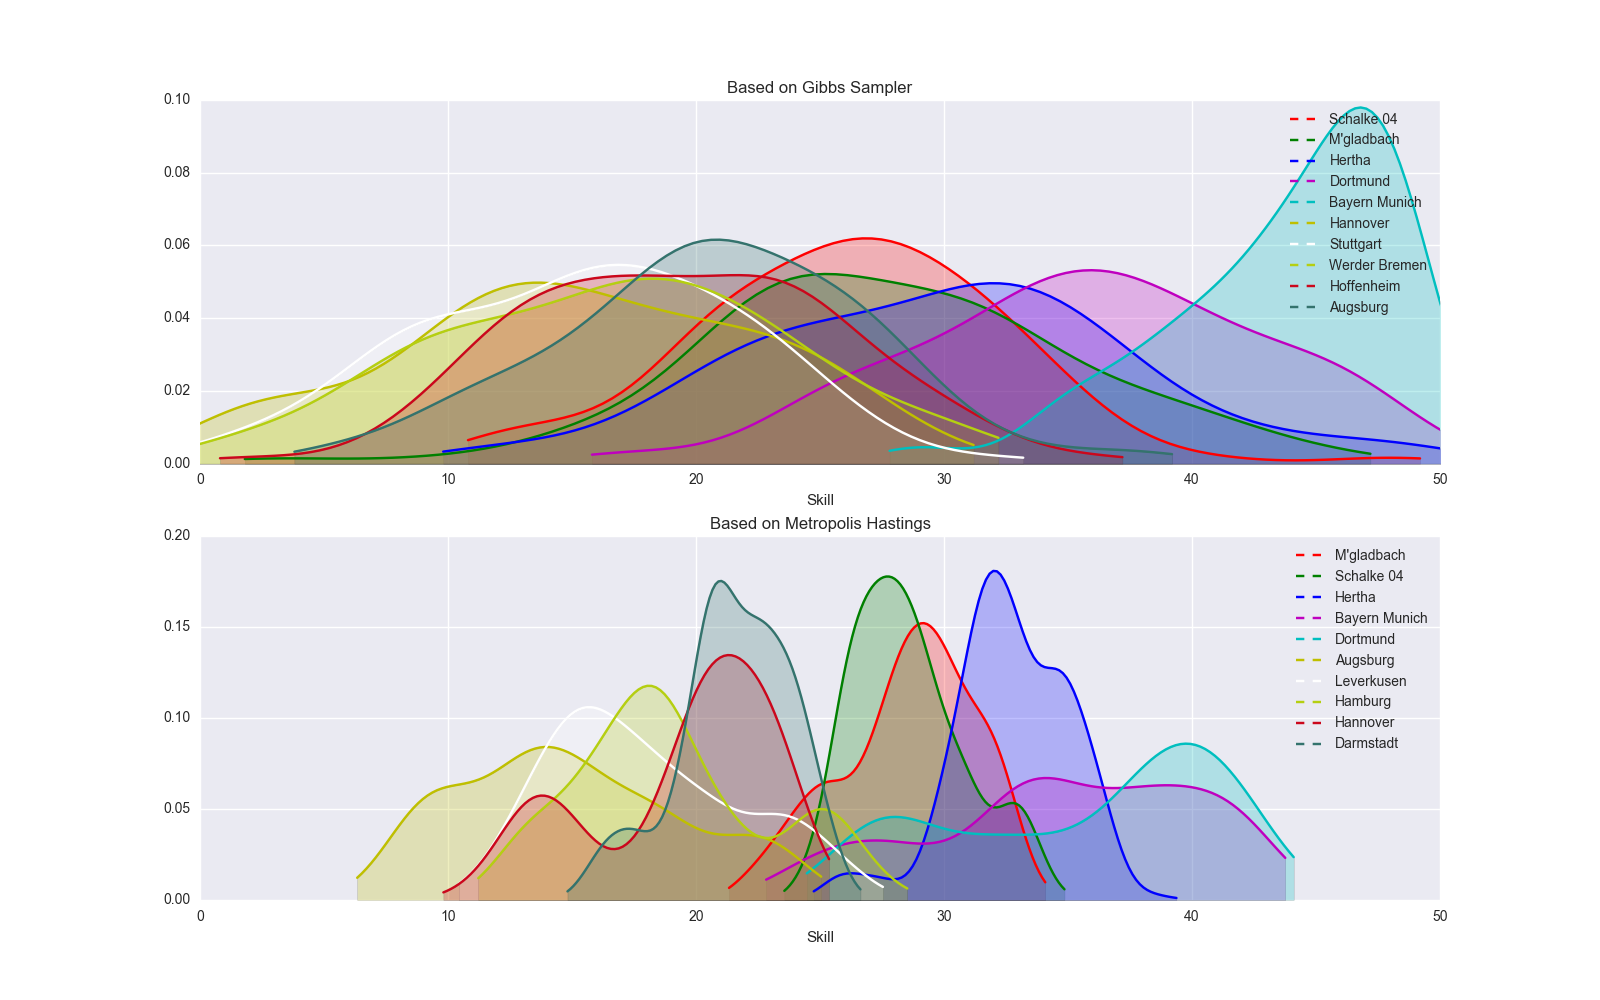 Based on Gibbs Sampler
0.10
0.08
0.06
0.04
0.02
0.00
Schalke 04
M'gladbach
Hertha
Dortmund
Bayern Munich
Hannover
Stuttgart
Werder Bremen
Hoffenheim
Augsburg
0 10 20 30 40 50
Skill
Based on Metropolis Hastings
0.20
0.15
0.10
0.05
0.00
M'gladbach
Schalke 04
Hertha
Bayern Munich
Dortmund
Augsburg
Leverkusen
Hamburg
Hannover
Darmstadt
0 10 20 30 40 50
Skill